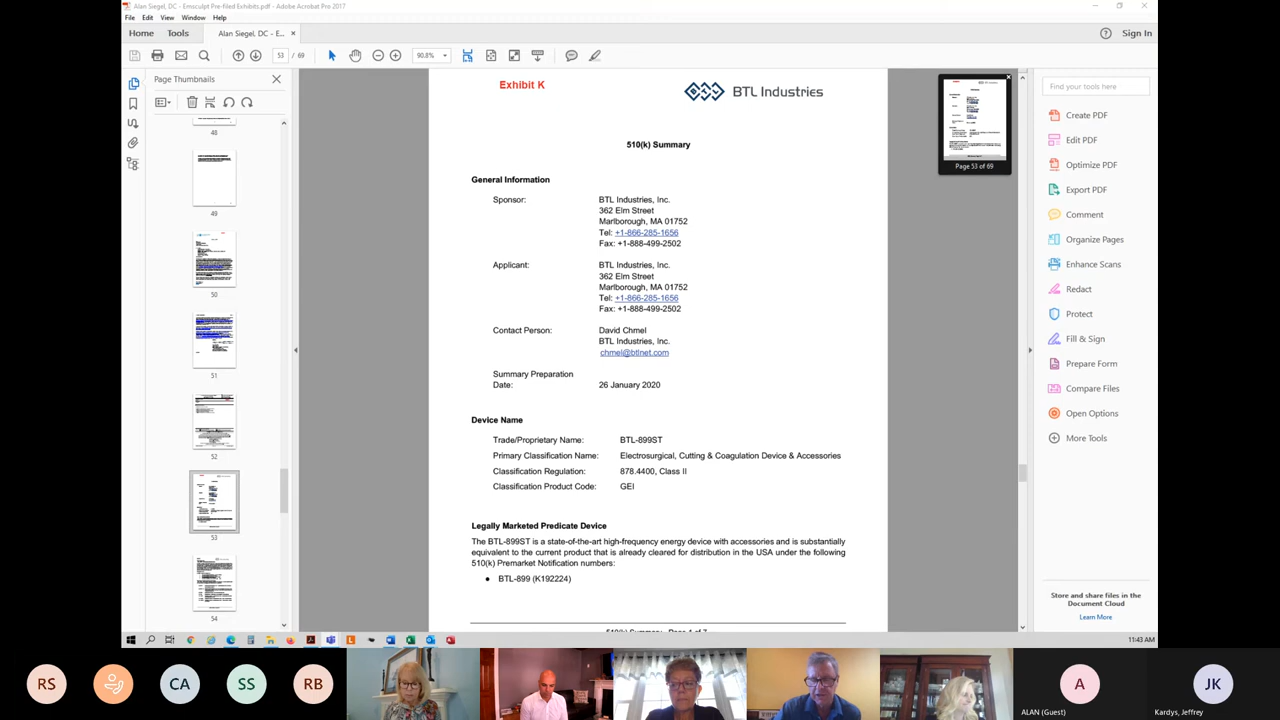 Alan Siegel, DC - Emsculpt Pre-filed Exhibits.pdf - Adobe Acrobat Pro 2017
File Edit View Window Help
Home Tools Alan Siegel, DC - E... × Sign In
53 / 69 90.8%
Page Thumbnails
48
49
50
51
52
53
54
Exhibit K
BTL Industries
510(k) Summary
General Information
Sponsor: BTL Industries, Inc.
362 Elm Street
Marlborough, MA 01752
Tel: +1-866-285-1656
Fax: +1-888-499-2502
Applicant: BTL Industries, Inc.
362 Elm Street
Marlborough, MA 01752
Tel: +1-866-285-1656
Fax: +1-888-499-2502
Contact Person: David Chmel
BTL Industries, Inc.
chmel@btlnet.com
Summary Preparation
Date: 26 January 2020
Device Name
Trade/Proprietary Name: BTL-899ST
Primary Classification Name: Electrosurgical, Cutting & Coagulation Device & Accessories
Classification Regulation: 878.4400, Class II
Classification Product Code: GEI
Legally Marketed Predicate Device
The BTL-899ST is a state-of-the-art high-frequency energy device with accessories and is substantially
equivalent to the current product that is already cleared for distribution in the USA under the following
510(k) Premarket Notification numbers:
● BTL-899 (K192224)
510(k) Summary Page 1 of 7
Page 53 of 69
Find your tools here
Create PDF
Edit PDF
Optimize PDF
Export PDF
Comment
Organize Pages
Enhance Scans
Redact
Protect
Fill & Sign
Prepare Form
Compare Files
Open Options
More Tools
Store and share files in the
Document Cloud
Learn More
11:43 AM
RS CA SS RB A JK
ALAN (Guest) Kardys, Jeffrey